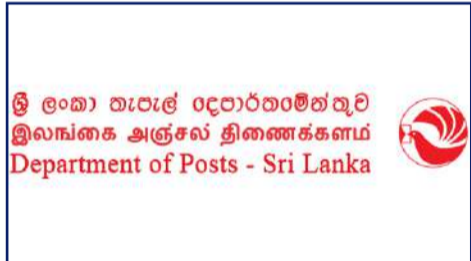 ශ්‍රී ලංකා තැපැල් දෙපාර්තමේන්තුව
இலங்கை அஞ்சல் திணைக்களம்
Department of Posts - Sri Lanka